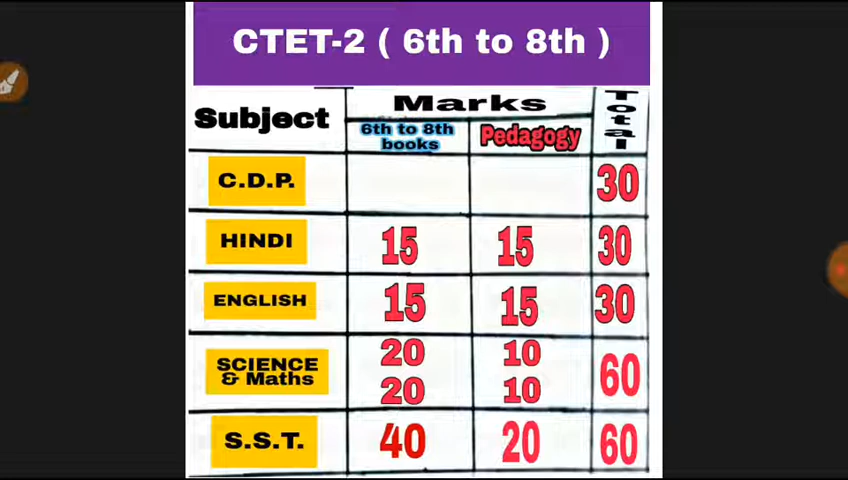 CTET-2 ( 6th to 8th )
Subject
Marks
Total
6th to 8th
books
Pedagogy
C.D.P.
30
HINDI
15
15
30
ENGLISH
15
15
30
SCIENCE
& Maths
20
10
20
10
60
S.S.T.
40
20
60